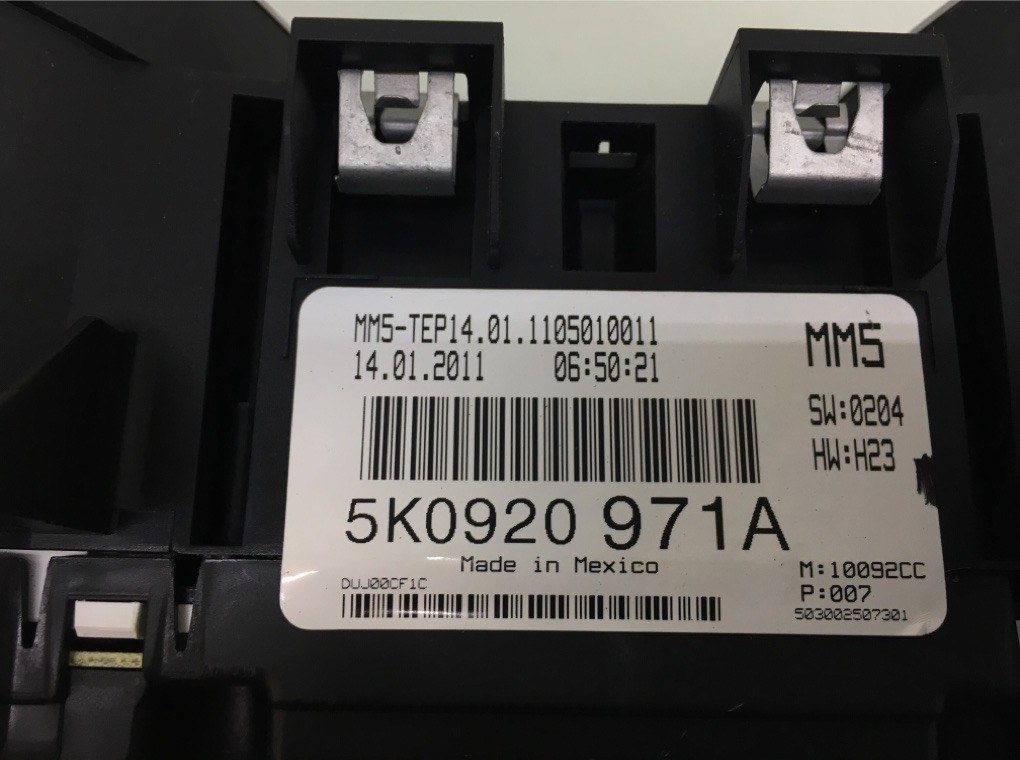 MM5-TEP14.01.1105010011
14.01.2011 06:50:21
MM5
SW:0204
HW:H23
5K0920 971A
Made in Mexico
DUJ00CF1C
M:10092CC
P:007
503002507301